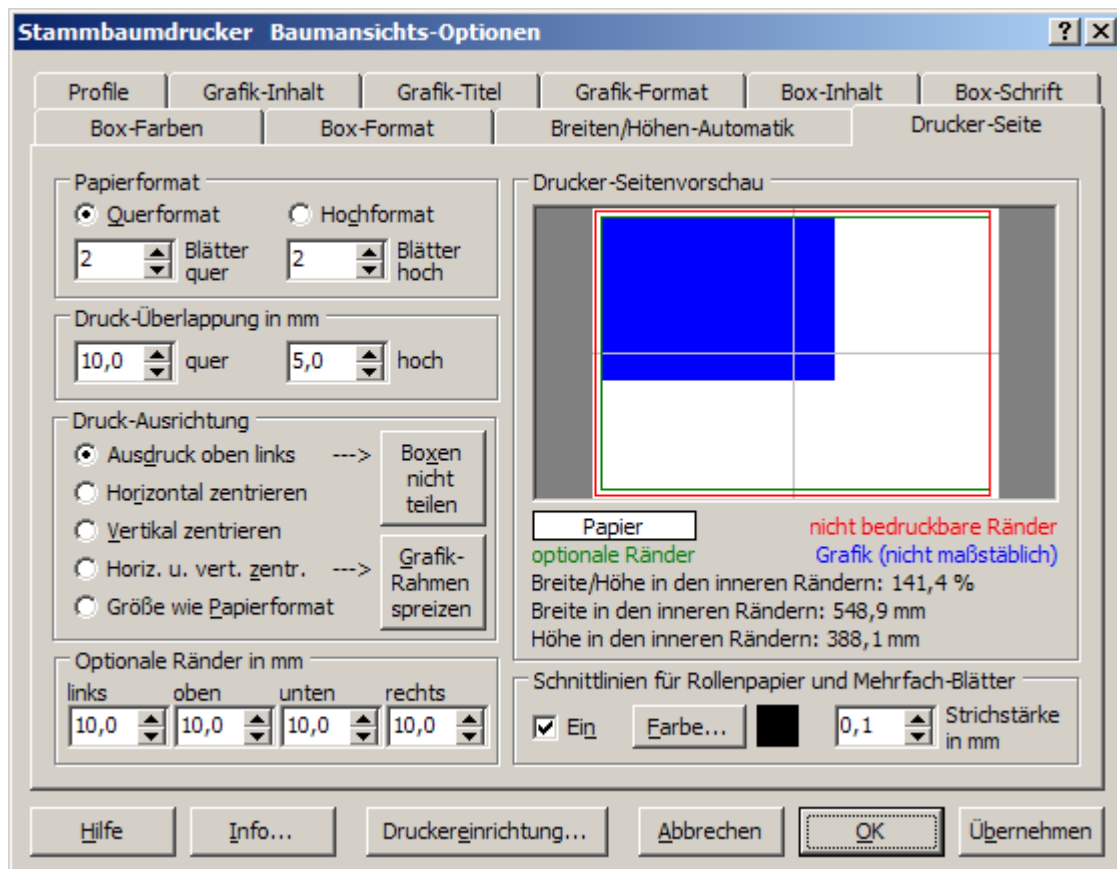 Stammbaumdrucker Baumansichts-Optionen
Profile
Grafik-Inhalt
Grafik-Titel
Grafik-Format
Box-Inhalt
Box-Schrift
Box-Farben
Box-Format
Breiten/Höhen-Automatik
Drucker-Seite
Papierformat
Querformat
Hochformat
2
Blätter
quer
2
Blätter
hoch
Druck-Überlappung in mm
10,0
quer
5,0
hoch
Druck-Ausrichtung
Ausdruck oben links --->
Horizontal zentrieren
Vertikal zentrieren
Horiz. u. vert. zentr. --->
Größe wie Papierformat
Boxen
nicht
teilen
Grafik-
Rahmen
spreizen
Optionale Ränder in mm
links
oben
unten
rechts
10,0
10,0
10,0
10,0
Drucker-Seitenvorschau
Papier
nicht bedruckbare Ränder
optionale Ränder
Grafik (nicht maßstäblich)
Breite/Höhe in den inneren Rändern: 141,4 %
Breite in den inneren Rändern: 548,9 mm
Höhe in den inneren Rändern: 388,1 mm
Schnittlinien für Rollenpapier und Mehrfach-Blätter
Ein
Farbe...
0,1
Strichstärke
in mm
Hilfe
Info...
Druckereinrichtung...
Abbrechen
OK
Übernehmen